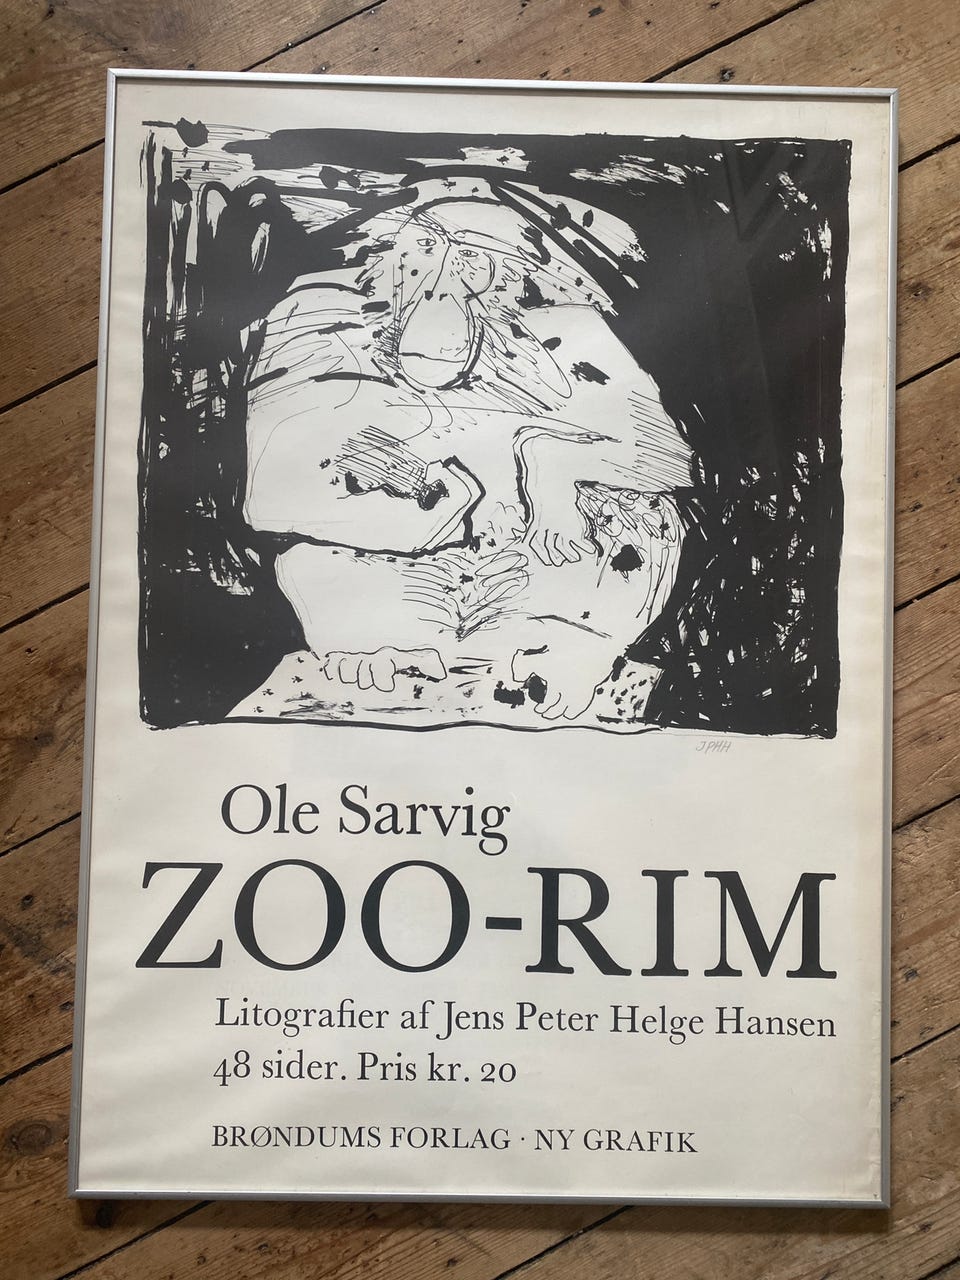 JPHH
Ole Sarvig
ZOO-RIM
Litografier af Jens Peter Helge Hansen
48 sider. Pris kr. 20
BRØNDUMS FORLAG · NY GRAFIK